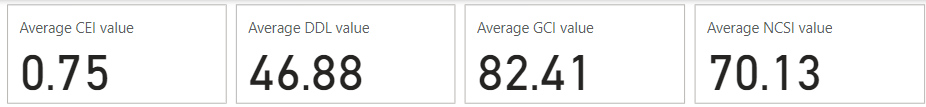 Average CEI value
0.75
Average DDL value
46.88
Average GCI value
82.41
Average NCSI value
70.13